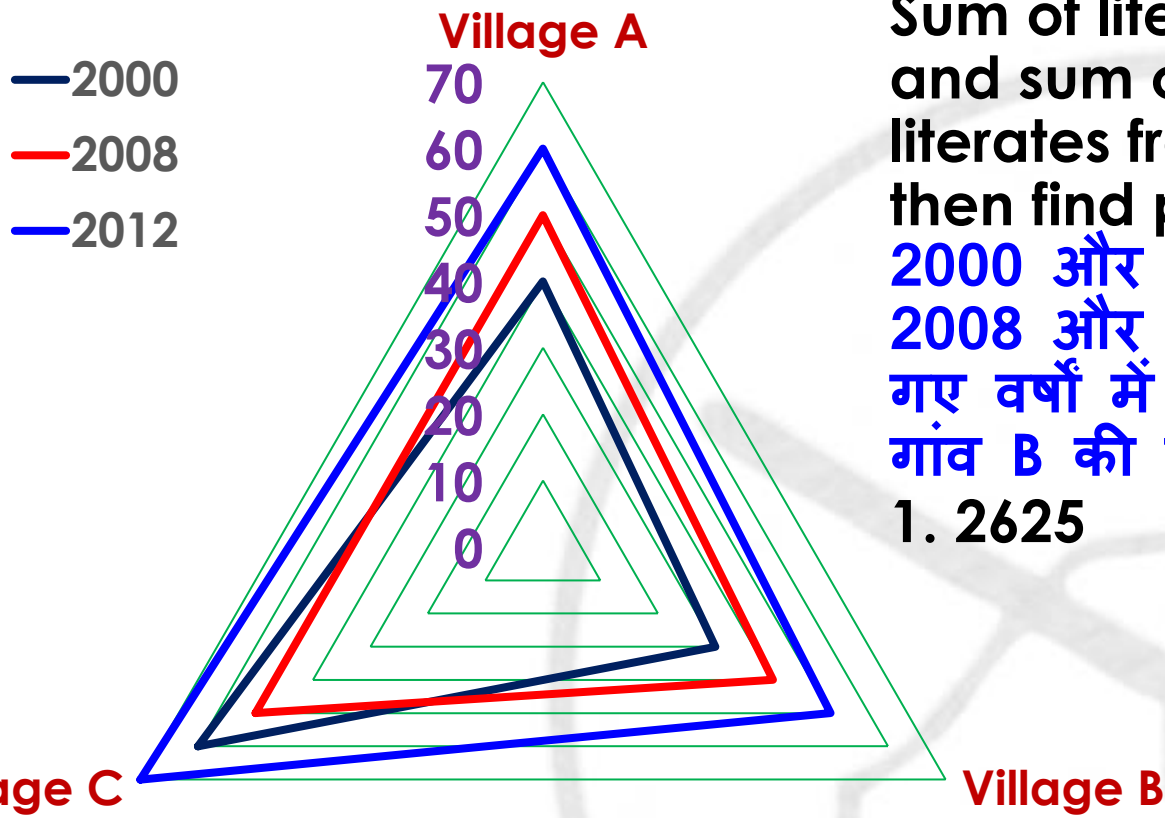 Village A
2000
2008
2012
70
60
50
40
30
20
10
0
age C
Village B
Sum of lite
and sum
literates fr
then find
2000 और
2008 और
गए वर्षों में
गांव B की
1. 2625